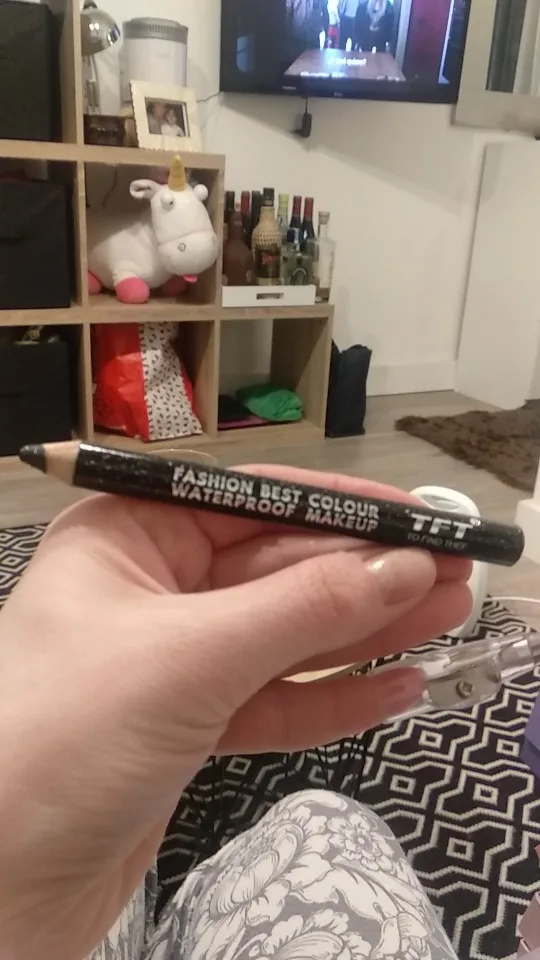 FASHION BEST COLOUR
WATERPROOF MAKEUP
TFT
TO FIND THEE